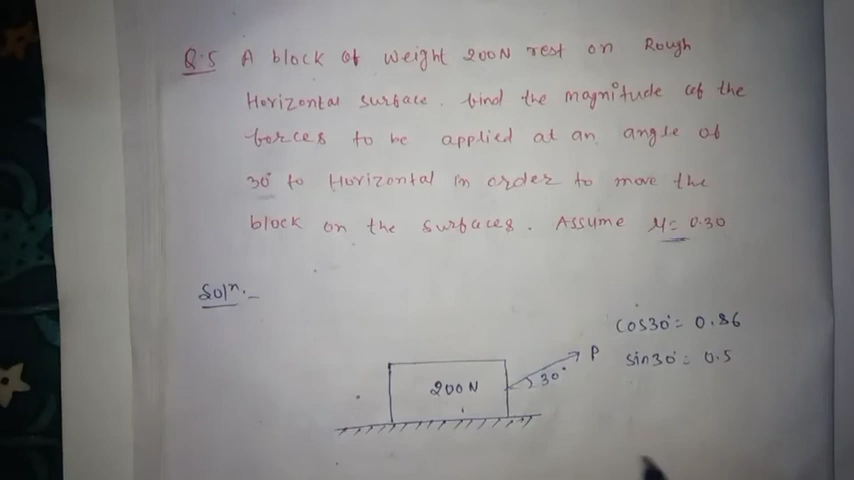 Q.5 A block of weight 200N rest on Rough
Horizontal surface. find the magnitude of the
forces to be applied at an angle of
30° to Horizontal in order to move the
block on the surfaces. Assume μ = 0.30
Solⁿ.-
cos30° = 0.86
sin30° = 0.5
P
30°
200N